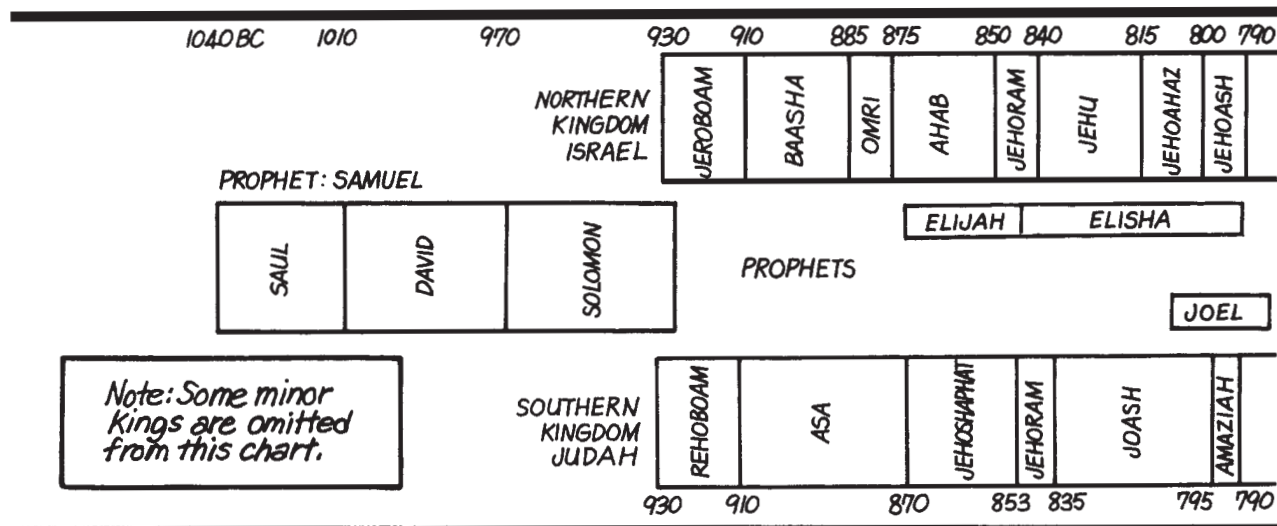 1040 BC 1010 970 930 910 885 875 850 840 815 800 790
NORTHERN
KINGDOM
ISRAEL
JEROBOAM
BAASHA
OMRI
AHAB
JEHORAM
JEHU
JEHOAHAZ
JEHOASH
PROPHET: SAMUEL
SAUL
DAVID
SOLOMON
ELIJAH ELISHA
PROPHETS
JOEL
Note: Some minor
Kings are omitted
from this chart.
SOUTHERN
KINGDOM
JUDAH
REHOBOAM
ASA
JEHOSHAPHAT
JEHORAM
JOASH
AMAZIAH
930 910 870 853 835 795 790